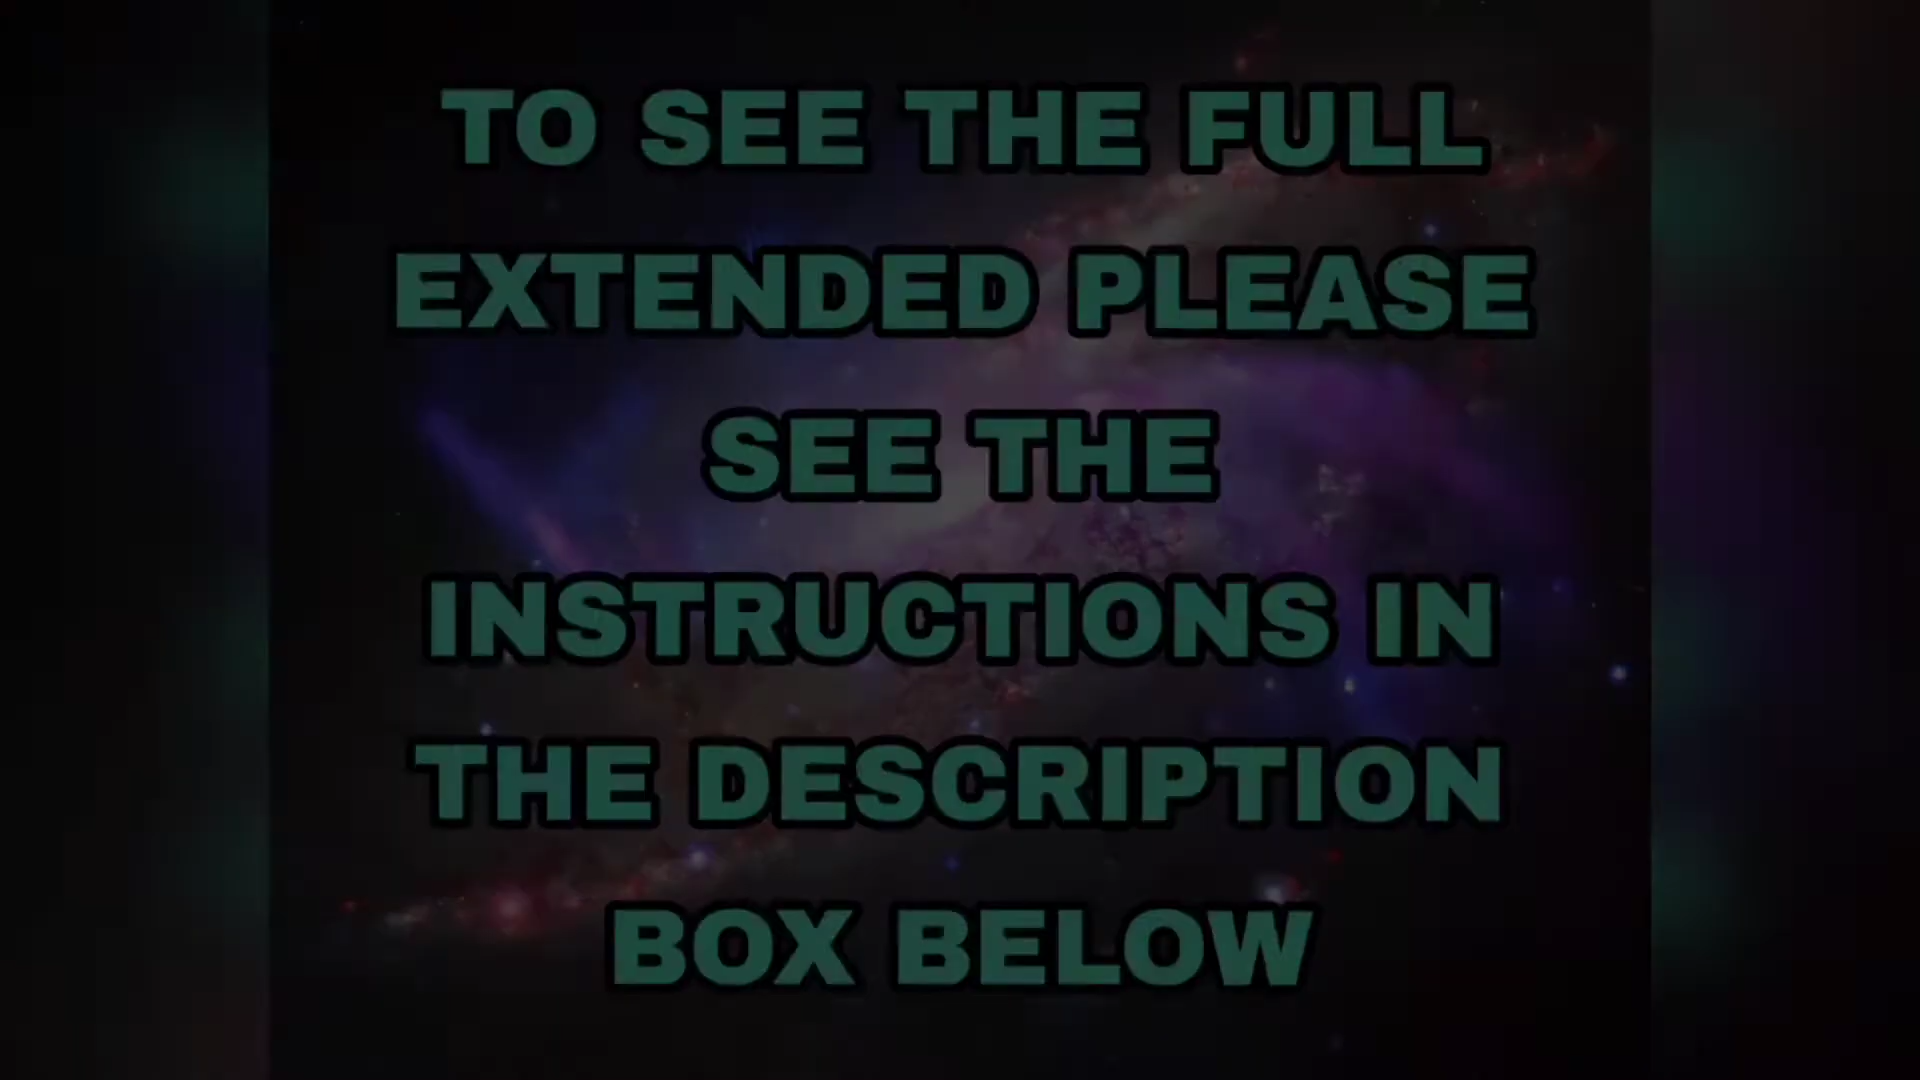 TO SEE THE FULL
EXTENDED PLEASE
SEE THE
INSTRUCTIONS IN
THE DESCRIPTION
BOX BELOW